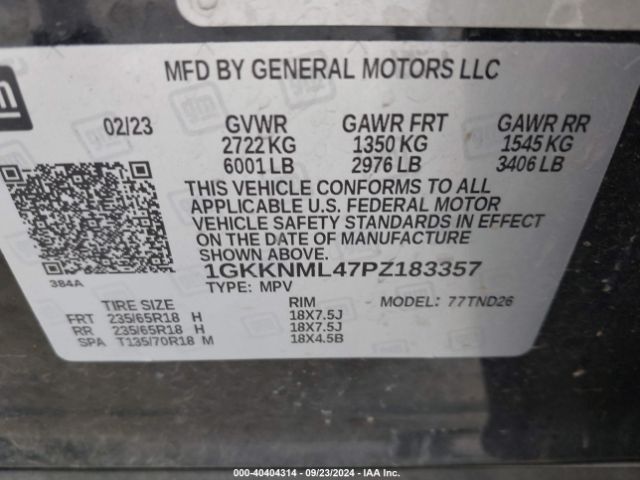 MFD BY GENERAL MOTORS LLC
02/23 GVWR GAWR FRT GAWR RR
2722 KG 1350 KG 1545 KG
6001 LB 2976 LB 3406 LB
THIS VEHICLE CONFORMS TO ALL
APPLICABLE U.S. FEDERAL MOTOR
VEHICLE SAFETY STANDARDS IN EFFECT
ON THE DATE OF MANUFACTURE
SHOWN ABOVE.
384A
1GKKNML47PZ183357
TYPE: MPV MODEL: 77TND26
TIRE SIZE RIM
FRT 235/65R18 H 18X7.5J
RR 235/65R18 H 18X7.5J
SPA T135/70R18 M 18X4.5B
000-40404314 - 09/23/2024 - IAA Inc.